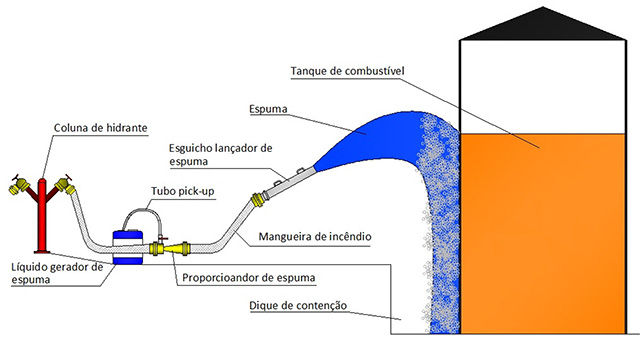 Tanque de combustível
Espuma
Coluna de hidrante
Esguicho lançador de
espuma
Tubo pick-up
Mangueira de incêndio
Líquido gerador de
espuma
Proporcioandor de espuma
Dique de contenção